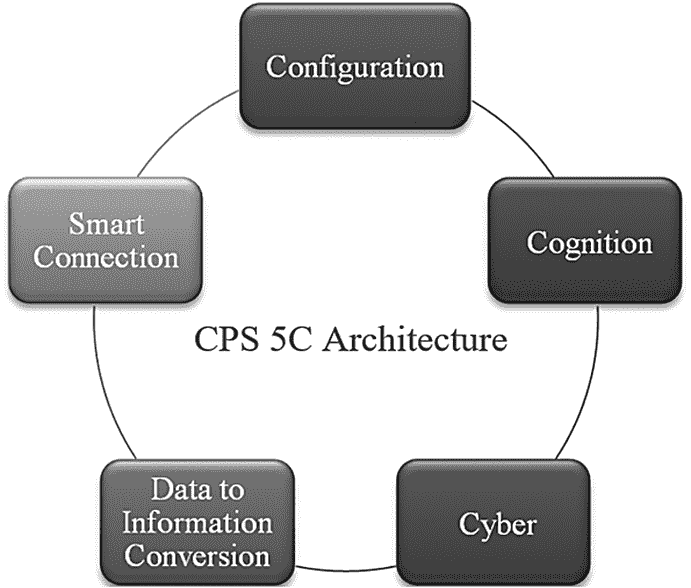 Configuration
Smart
Connection
Cognition
CPS 5C Architecture
Data to
Information
Conversion
Cyber